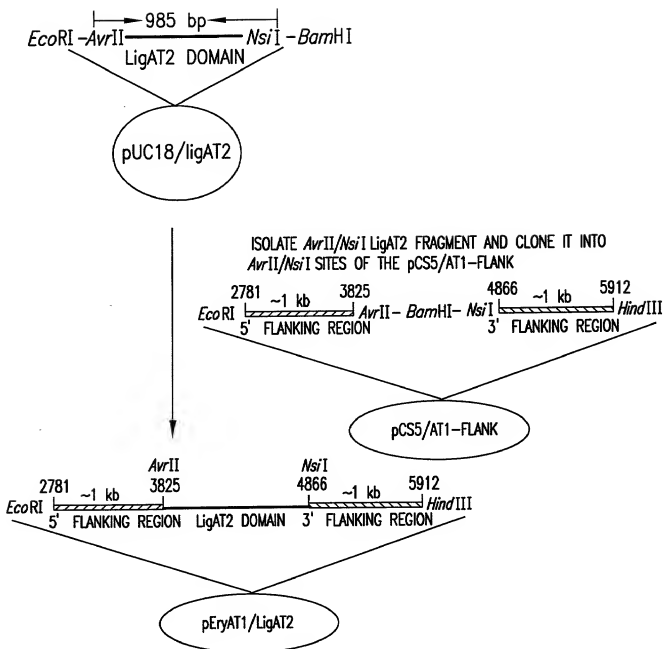 985 bp
EcoRI -AvrII NsiI -BamHI
LigAT2 DOMAIN
pUC18/ligAT2
ISOLATE AvrII/NsiI LigAT2 FRAGMENT AND CLONE IT INTO
AvrII/NsiI SITES OF THE pCS5/AT1-FLANK
2781 ~1 kb 3825 4866 ~1 kb 5912
EcoRI AvrII- BamHI- NsiI HindIII
5' FLANKING REGION 3' FLANKING REGION
pCS5/AT1-FLANK
AvrII NsiI
2781 ~1 kb 3825 4866 ~1 kb 5912
EcoRI HindIII
5' FLANKING REGION LigAT2 DOMAIN 3' FLANKING REGION
pEryAT1/LigAT2